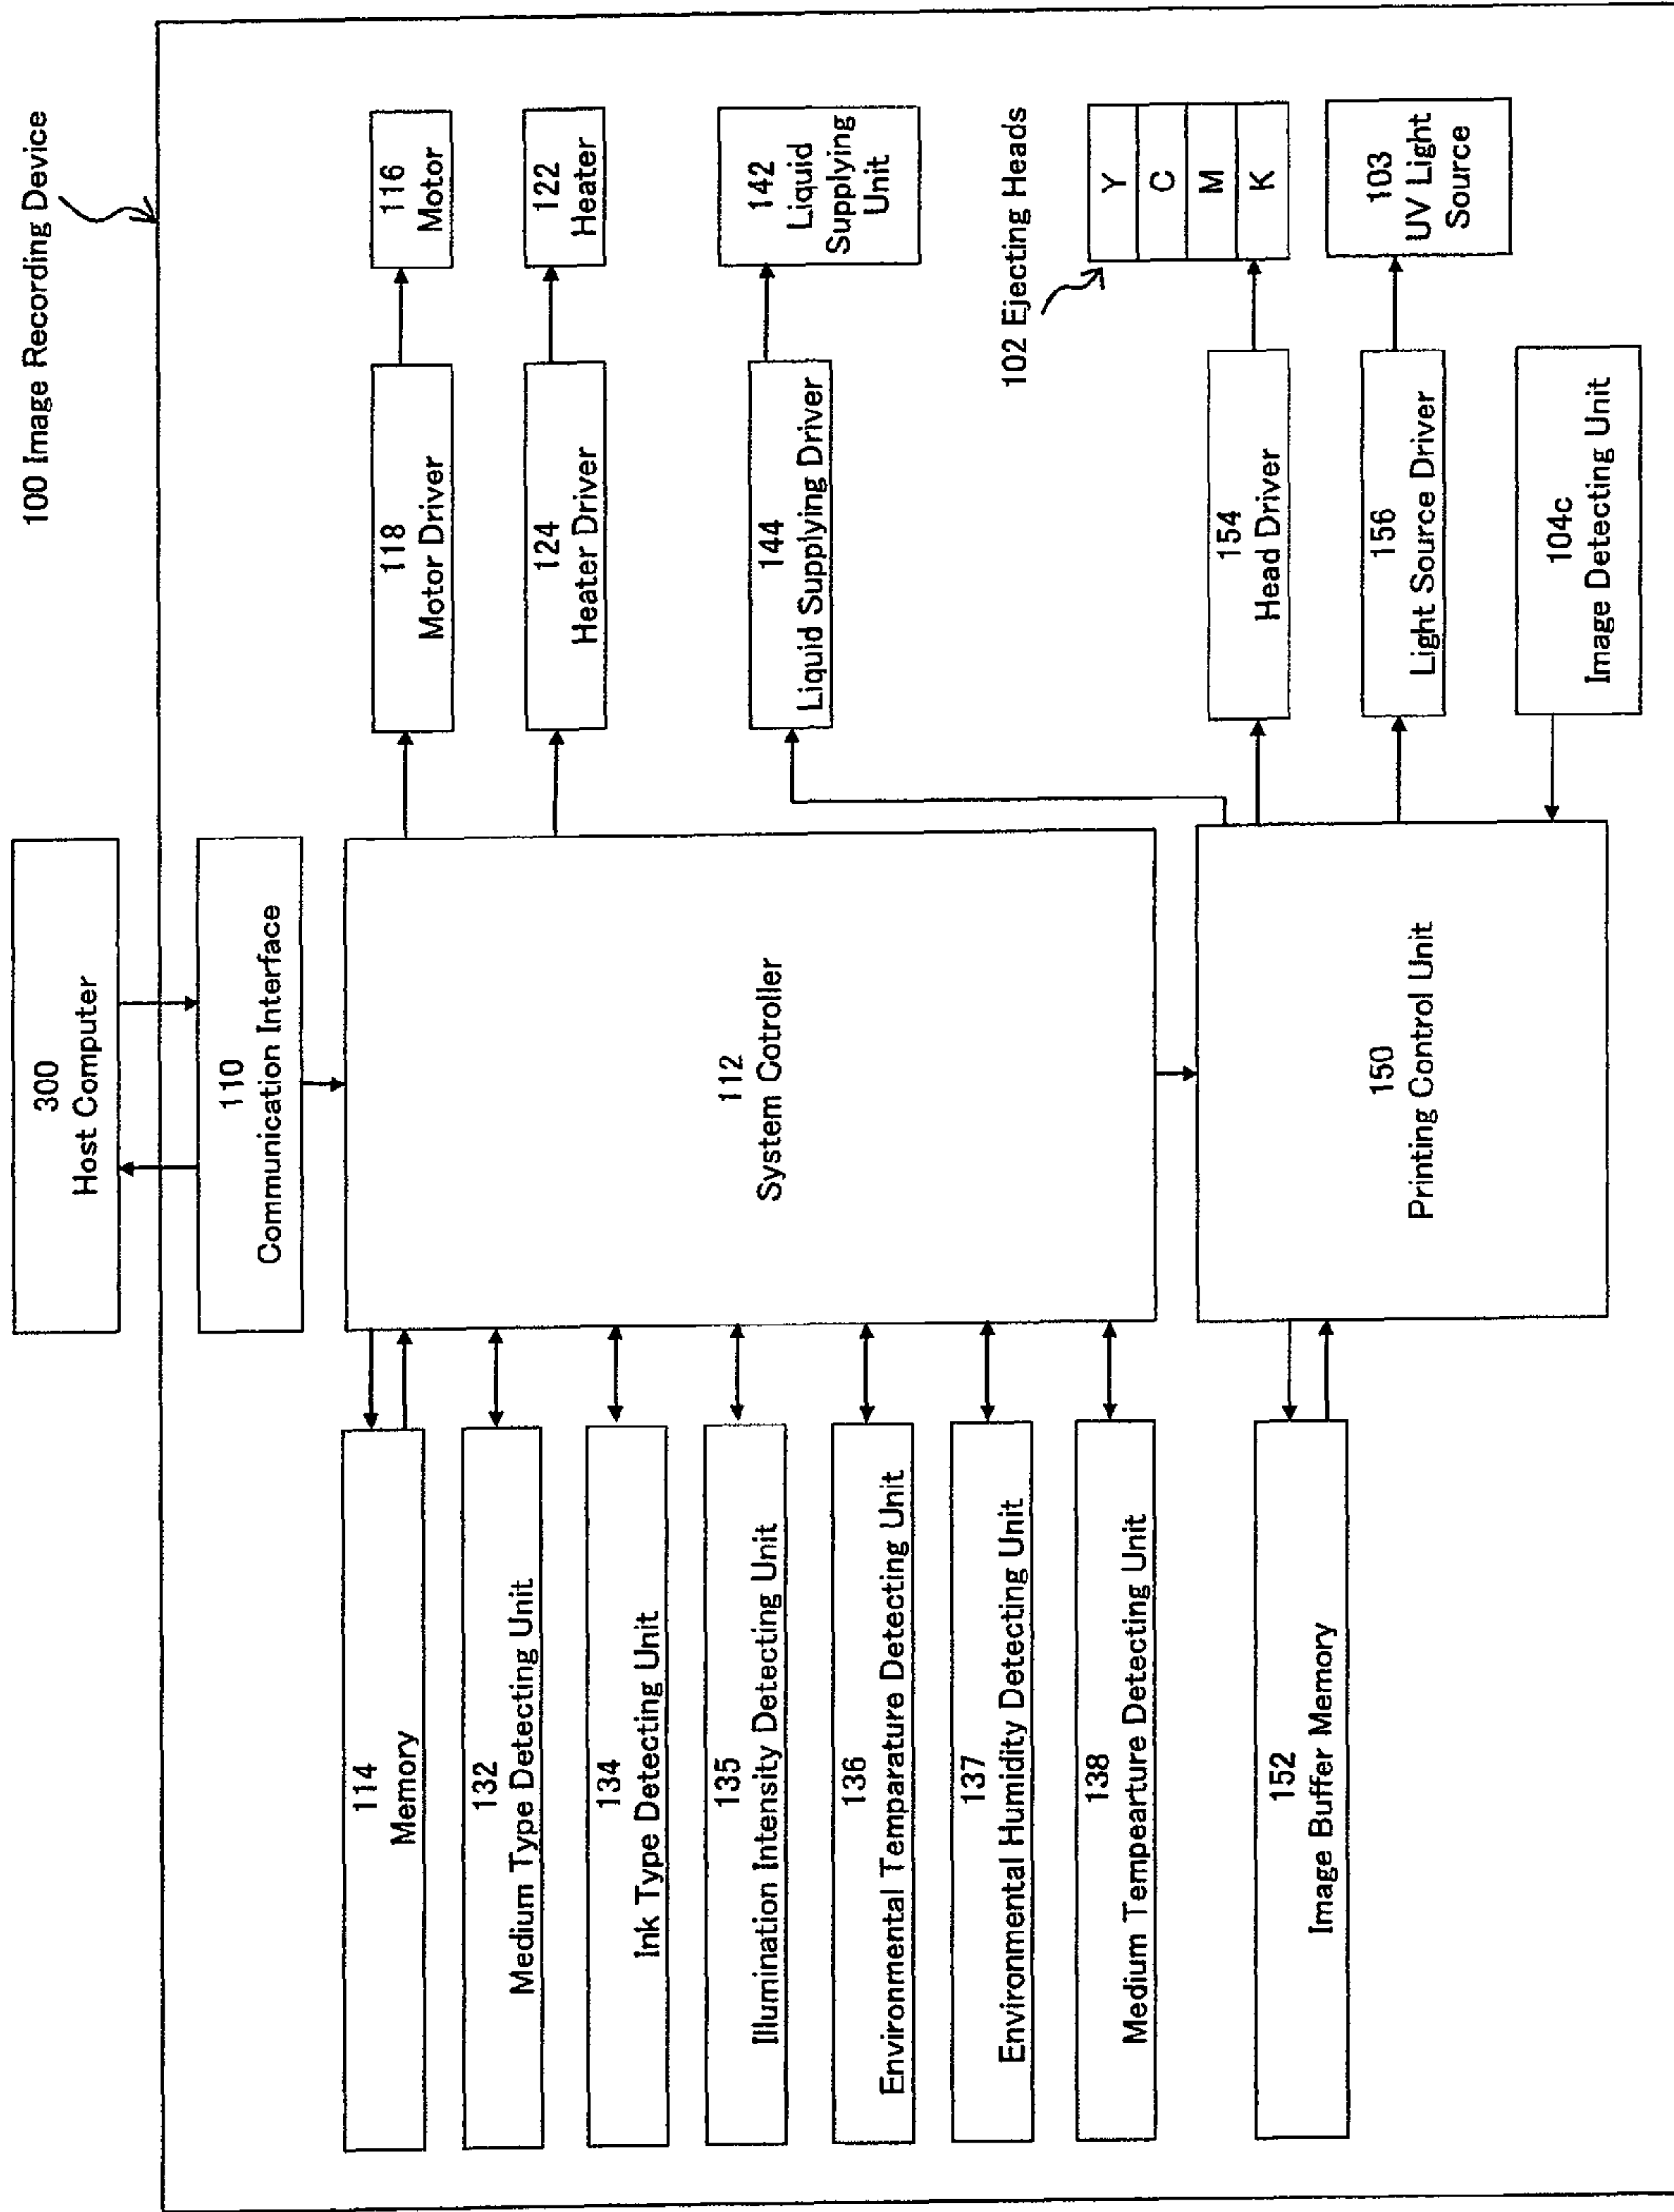 100 Image Recording Device
300
Host Computer
110
Communication Interface
112
System Cotroller
114
Memory
132
Medium Type Detecting Unit
134
Ink Type Detecting Unit
135
Illumination Intensity Detecting Unit
136
Environmental Temparature Detecting Unit
137
Environmental Humidity Detecting Unit
138
Medium Tempearture Detecting Unit
152
Image Buffer Memory
150
Printing Control Unit
118
Motor Driver
116
Motor
124
Heater Driver
122
Heater
144
Liquid Supplying Driver
142
Liquid
Supplying
Unit
102 Ejecting Heads
Y
C
M
K
154
Head Driver
156
Light Source Driver
103
UV Light
Source
104c
Image Detecting Unit